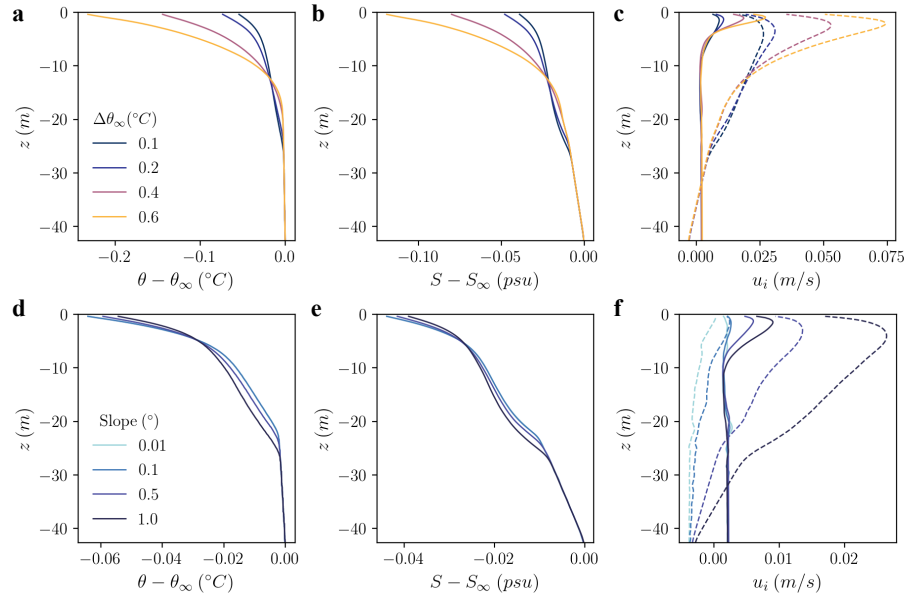 a
b
c
0
−10
−20
−30
−40
z (m)
Δθ∞(°C)
0.1
0.2
0.4
0.6
−0.2
−0.1
0.0
θ − θ∞ (°C)
0
−10
−20
−30
−40
z (m)
−0.10
−0.05
0.00
S − S∞ (psu)
0
−10
−20
−30
−40
z (m)
0.000
0.025
0.050
0.075
u_i (m/s)
d
e
f
0
−10
−20
−30
−40
z (m)
Slope (°)
0.01
0.1
0.5
1.0
−0.06
−0.04
−0.02
0.00
θ − θ∞ (°C)
0
−10
−20
−30
−40
z (m)
−0.04
−0.02
0.00
S − S∞ (psu)
0
−10
−20
−30
−40
z (m)
0.00
0.01
0.02
u_i (m/s)